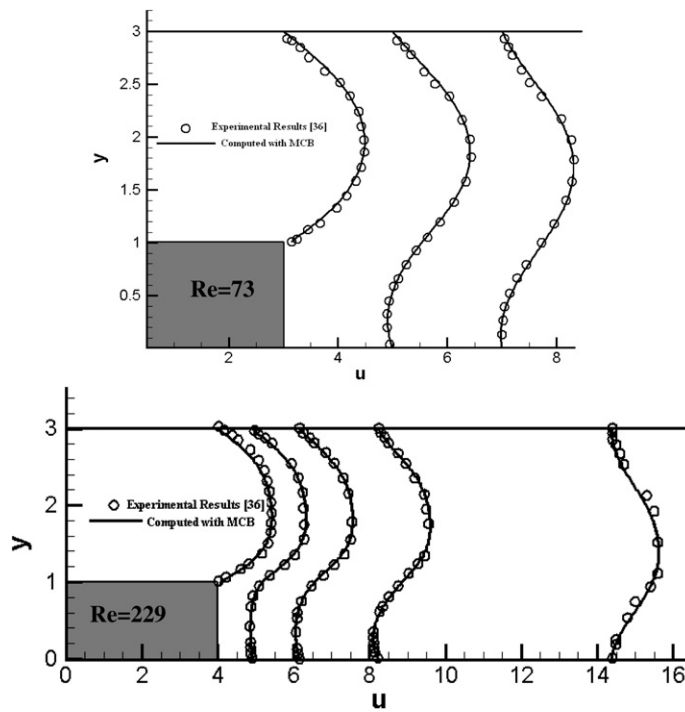 3
2.5
Experimental Results [36]
Computed with MCB
2
y
1.5
1
Re=73
0.5
2
4
6
8
u
3
2
Experimental Results [36]
Computed with MCB
y
1
Re=229
0
0
2
4
6
8
10
12
14
16
u